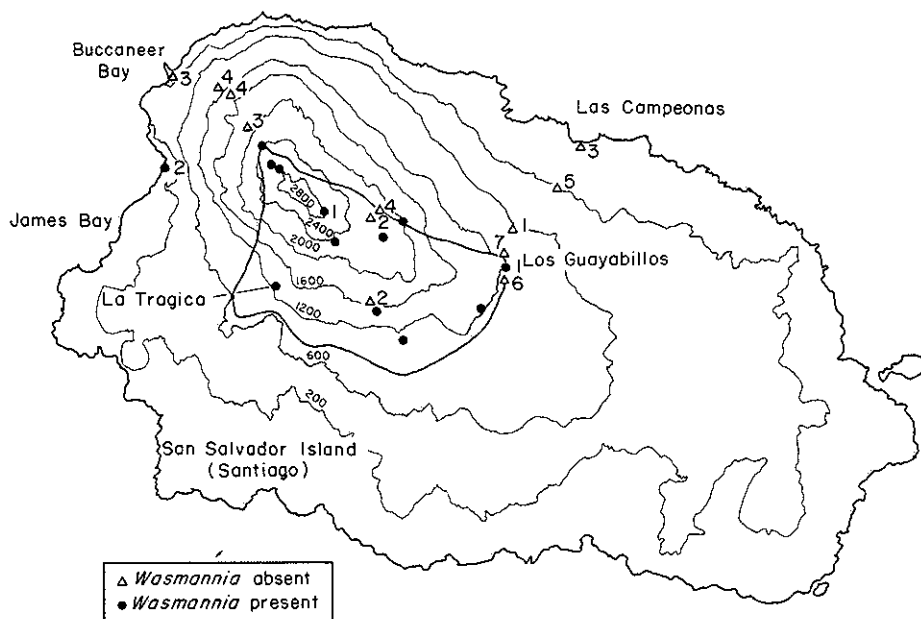 Buccaneer
Bay
3
4
4
Las Campeonas
3
3
2
5
2800
1
James Bay
4
2400
2
1
2000
7
Los Guayabillos
1
6
La Tragica
1600
2
1200
600
200
San Salvador Island
(Santiago)
Wasmannia absent
Wasmannia present